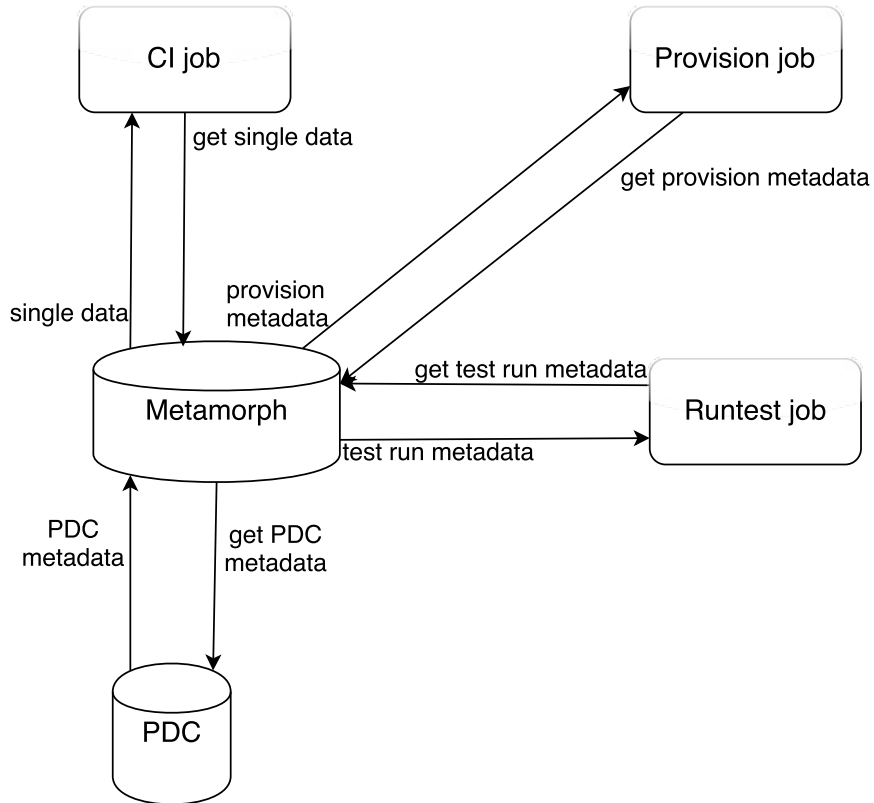 CI job
Provision job
get single data
get provision metadata
single data
provision
metadata
get test run metadata
Metamorph
Runtest job
test run metadata
PDC
metadata
get PDC
metadata
PDC